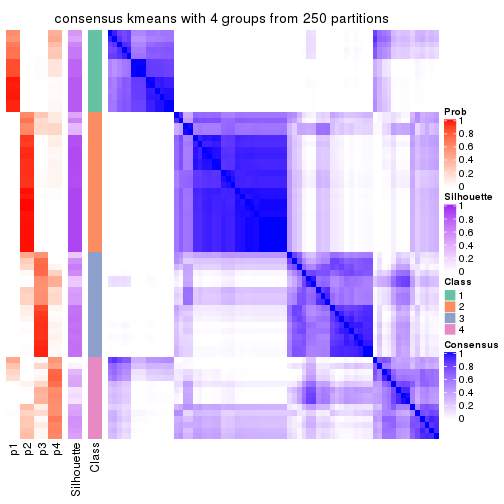 consensus kmeans with 4 groups from 250 partitions
Prob
1
0.8
0.6
0.4
0.2
0
Silhouette
1
0.8
0.6
0.4
0.2
0
Class
1
2
3
4
Consensus
1
0.8
0.6
0.4
0.2
0
p1
p2
p3
p4
Silhouette
Class